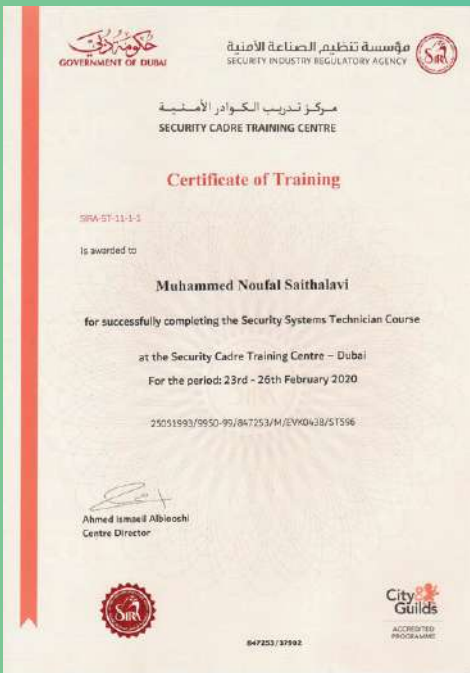 حكومة دبي
GOVERNMENT OF DUBAI
مؤسسة تنظيم الصناعة الأمنية
SECURITY INDUSTRY REGULATORY AGENCY
SIRA
مركز تدريب الكوادر الأمنية
SECURITY CADRE TRAINING CENTRE
Certificate of Training
SIRA-ST-11-1-1
Is awarded to
Muhammed Noufal Saithalavi
for successfully completing the Security Systems Technician Course
at the Security Cadre Training Centre – Dubai
For the period: 23rd - 26th February 2020
25051993/9950-99/847253/M/EVK0438/ST596
Ahmed Ismaeil Alblooshi
Centre Director
SIRA
City & Guilds
ACCREDITED
PROGRAMME
847253/37592